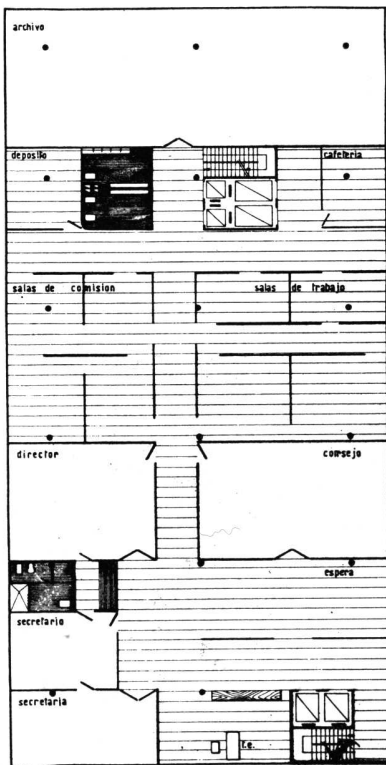 archivo
deposito
cafeteria
salas de comision
salas de trabajo
director
consejo
espera
secretario
secretaria
t.e.